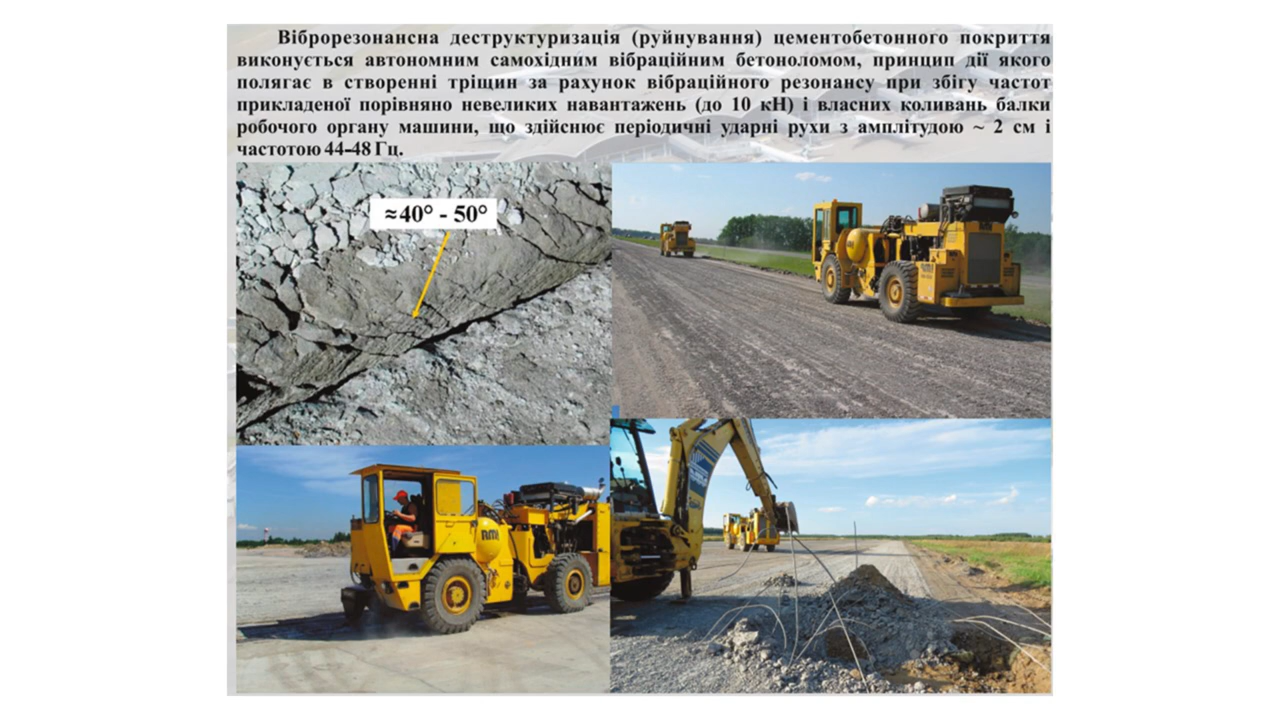 Віброрезонансна деструктуризація (руйнування) цементобетонного покриття
виконується автономним самохідним вібраційним бетоноломом, принцип дії якого
полягає в створенні тріщин за рахунок вібраційного резонансу при збігу частот
прикладеної порівняно невеликих навантажень (до 10 кН) і власних коливань балки
робочого органу машини, що здійснює періодичні ударні рухи з амплітудою ~ 2 см і
частотою 44-48 Гц.
≈40° - 50°
RMI